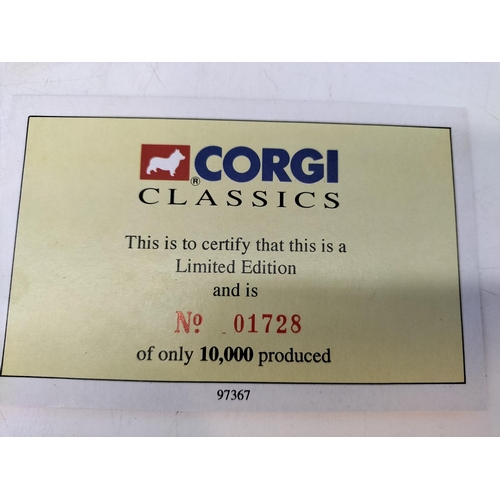 CORGI
®
CLASSICS
This is to certify that this is a
Limited Edition
and is
Nº 01728
of only 10,000 produced
97367